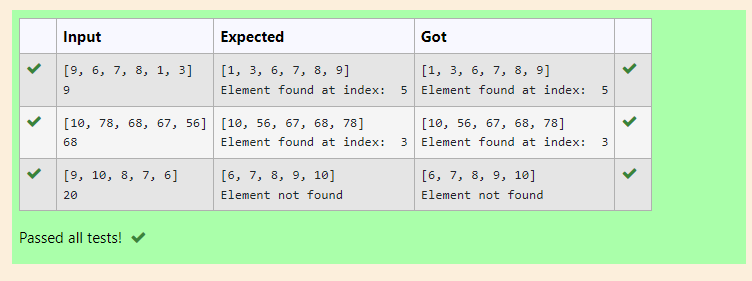 Input Expected Got
[9, 6, 7, 8, 1, 3] [1, 3, 6, 7, 8, 9] [1, 3, 6, 7, 8, 9]
9 Element found at index:  5 Element found at index:  5
[10, 78, 68, 67, 56] [10, 56, 67, 68, 78] [10, 56, 67, 68, 78]
68 Element found at index:  3 Element found at index:  3
[9, 10, 8, 7, 6] [6, 7, 8, 9, 10] [6, 7, 8, 9, 10]
20 Element not found Element not found
Passed all tests!